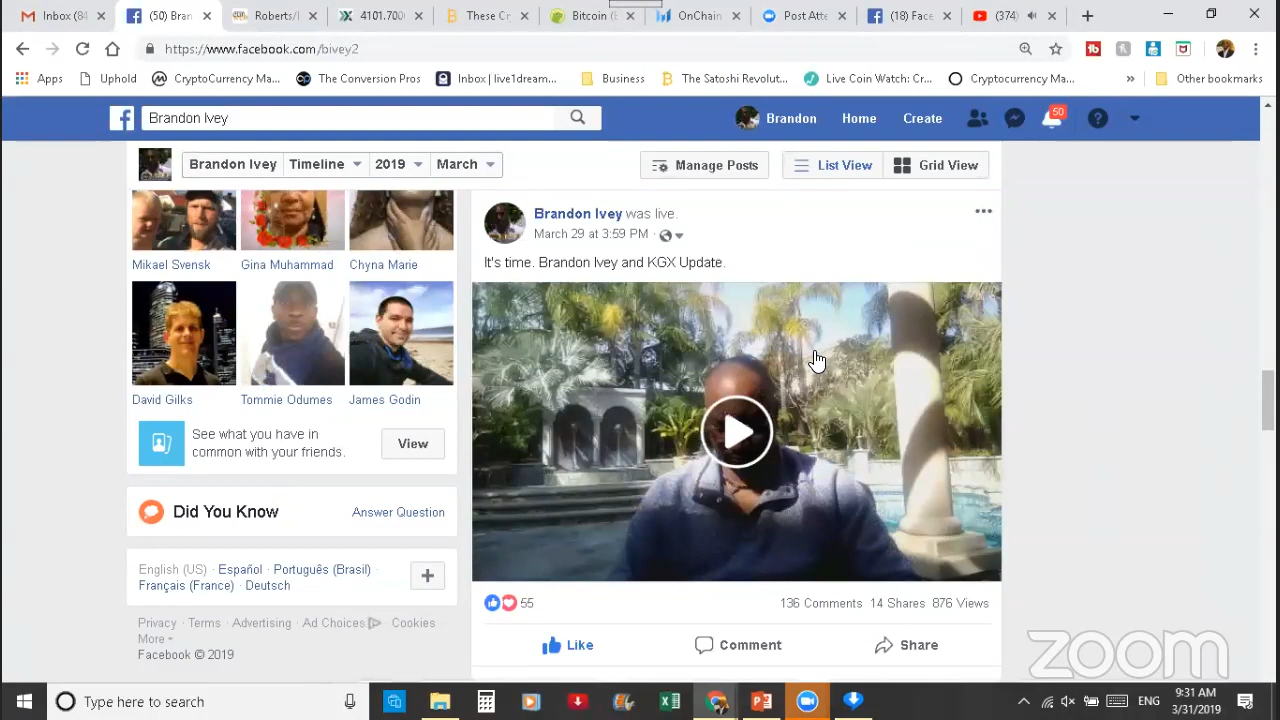 Inbox (84
(50) Bran
Roberts/
4101.700
These Cr
Bitcoin (
OnChain
Post Atte
(18) Face
(374)
https://www.facebook.com/bivey2
Apps
Uphold
CryptoCurrency Ma...
The Conversion Pros
Inbox | live1dream...
Business
The Satoshi Revolut...
Live Coin Watch: Cr...
Cryptocurrency Ma...
»
Other bookmarks
Brandon Ivey
Brandon
Home
Create
50
Brandon Ivey
Timeline
2019
March
Manage Posts
List View
Grid View
Mikael Svensk
Gina Muhammad
Chyna Marie
David Gilks
Tommie Odumes
James Godin
See what you have in
common with your friends.
View
Did You Know
Answer Question
English (US) · Español · Português (Brasil) ·
Français (France) · Deutsch
Privacy · Terms · Advertising · Ad Choices · Cookies ·
More
Facebook © 2019
Brandon Ivey was live.
March 29 at 3:59 PM ·
It's time. Brandon Ivey and KGX Update.
55
136 Comments 14 Shares 876 Views
Like
Comment
Share
zoom
Type here to search
ENG
9:31 AM
3/31/2019